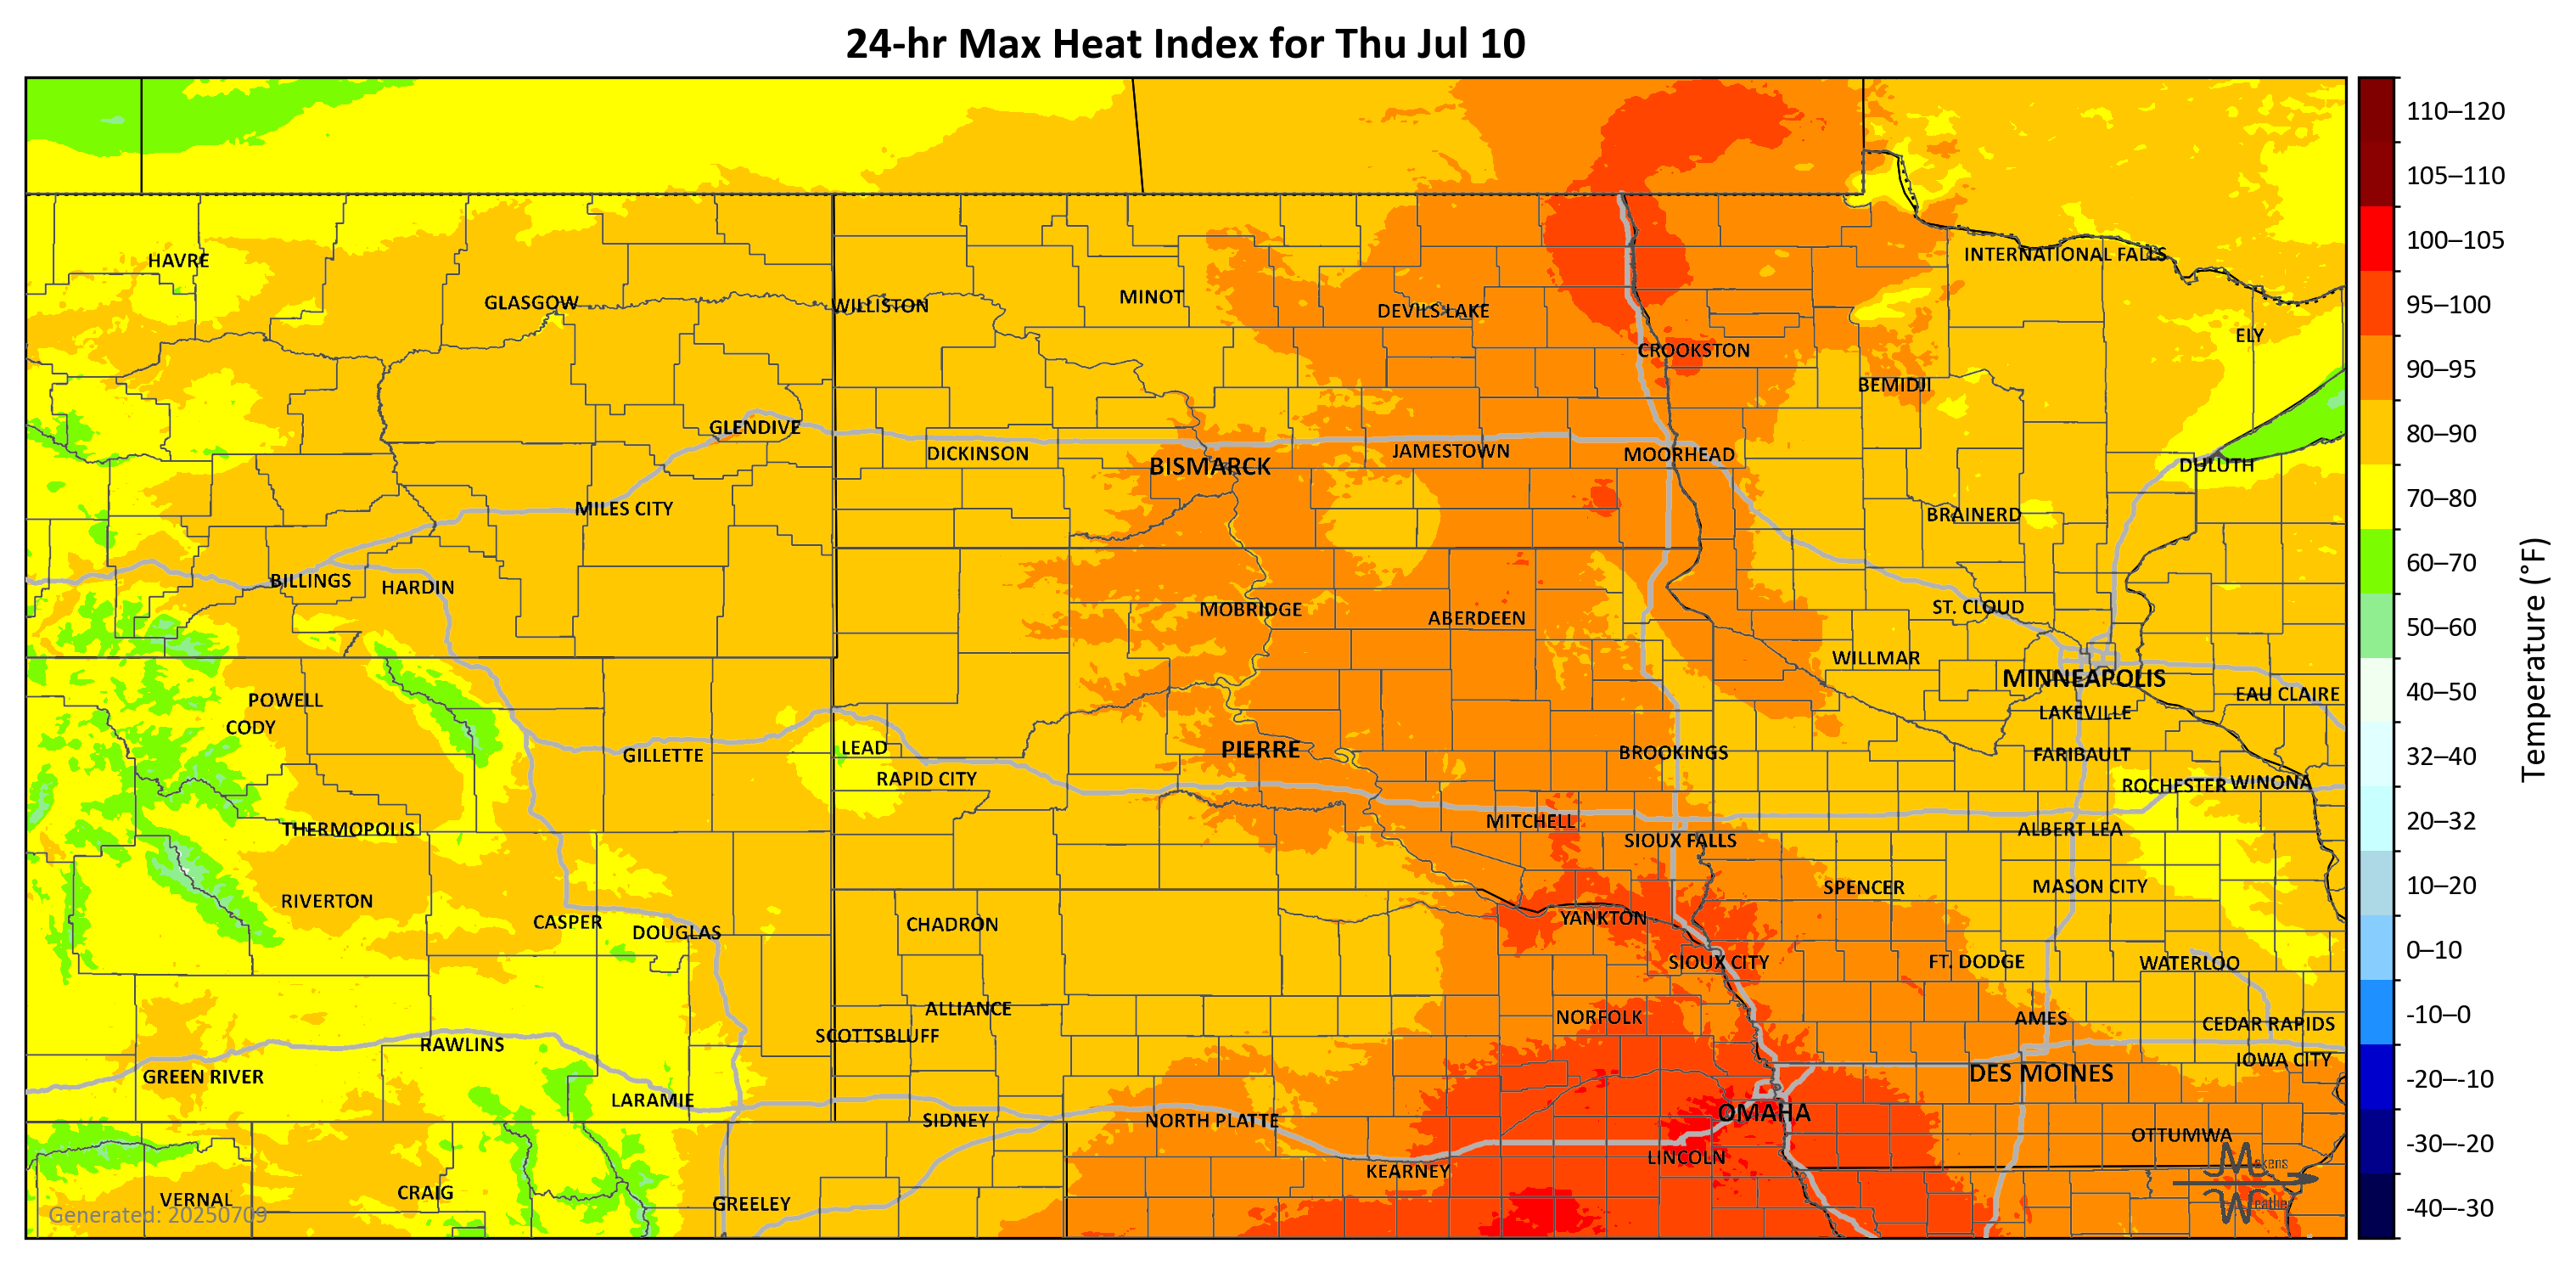 24-hr Max Heat Index for Thu Jul 10
110–120
105–110
100–105
95–100
90–95
80–90
70–80
60–70
50–60
40–50
32–40
20–32
10–20
0–10
-10–0
-20–-10
-30–-20
-40–-30
Temperature (°F)
HAVRE
INTERNATIONAL FALLS
GLASGOW
WILLISTON
MINOT
DEVILS LAKE
ELY
CROOKSTON
BEMIDJI
GLENDIVE
DICKINSON
BISMARCK
JAMESTOWN
MOORHEAD
DULUTH
MILES CITY
BRAINERD
BILLINGS
HARDIN
MOBRIDGE
ABERDEEN
ST. CLOUD
WILLMAR
MINNEAPOLIS
EAU CLAIRE
POWELL
LAKEVILLE
CODY
GILLETTE
LEAD
PIERRE
BROOKINGS
FARIBAULT
RAPID CITY
ROCHESTER
WINONA
THERMOPOLIS
MITCHELL
SIOUX FALLS
ALBERT LEA
RIVERTON
SPENCER
MASON CITY
CASPER
DOUGLAS
CHADRON
YANKTON
SIOUX CITY
FT. DODGE
WATERLOO
ALLIANCE
NORFOLK
AMES
CEDAR RAPIDS
SCOTTSBLUFF
RAWLINS
IOWA CITY
GREEN RIVER
DES MOINES
LARAMIE
SIDNEY
NORTH PLATTE
OMAHA
OTTUMWA
LINCOLN
KEARNEY
VERNAL
CRAIG
GREELEY
Generated: 20250709
Makens
Weather